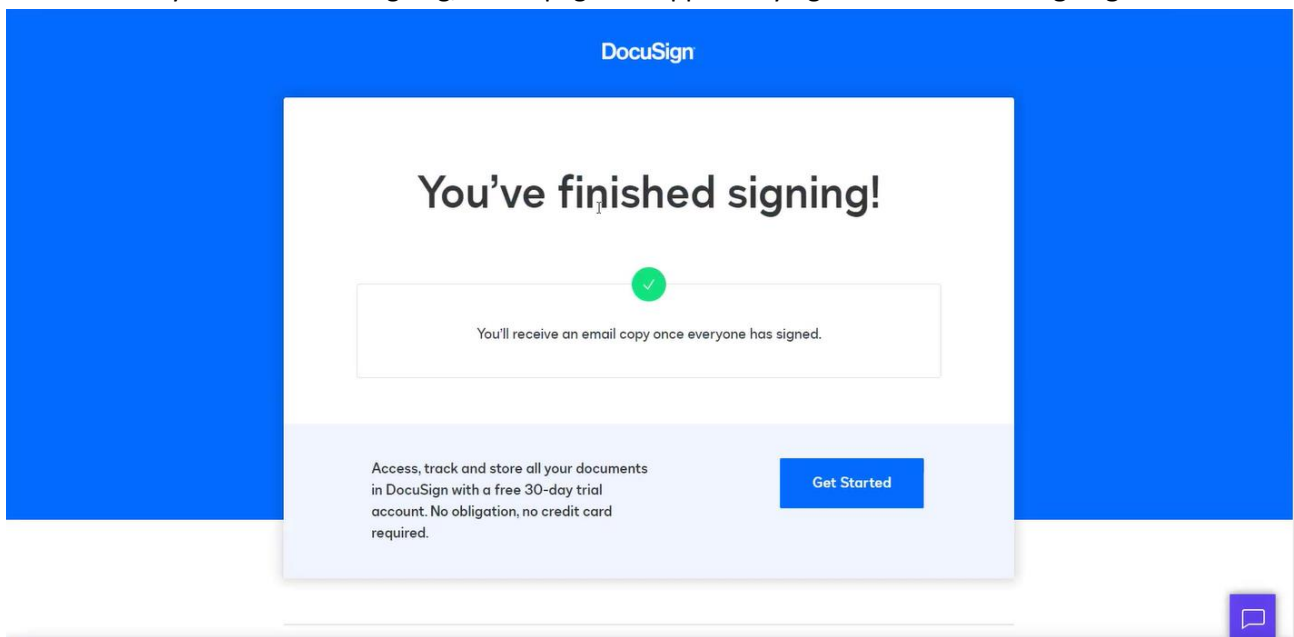 DocuSign
You've finished signing!
You'll receive an email copy once everyone has signed.
Access, track and store all your documents
in DocuSign with a free 30-day trial
account. No obligation, no credit card
required.
Get Started